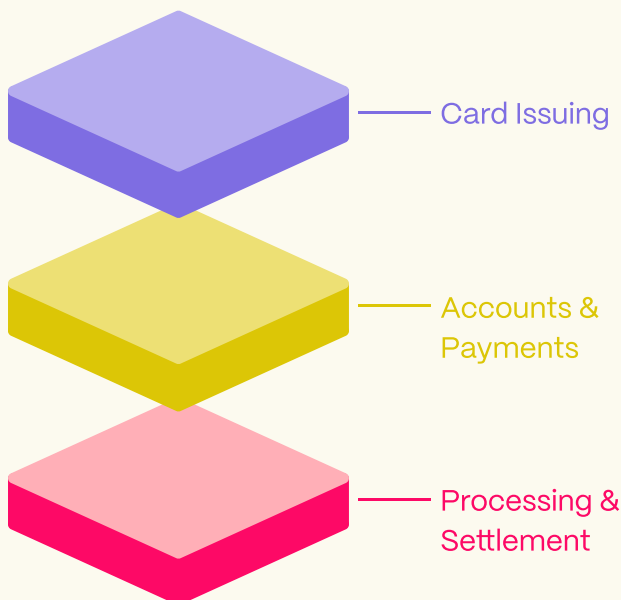 Card Issuing
Accounts &
Payments
Processing &
Settlement